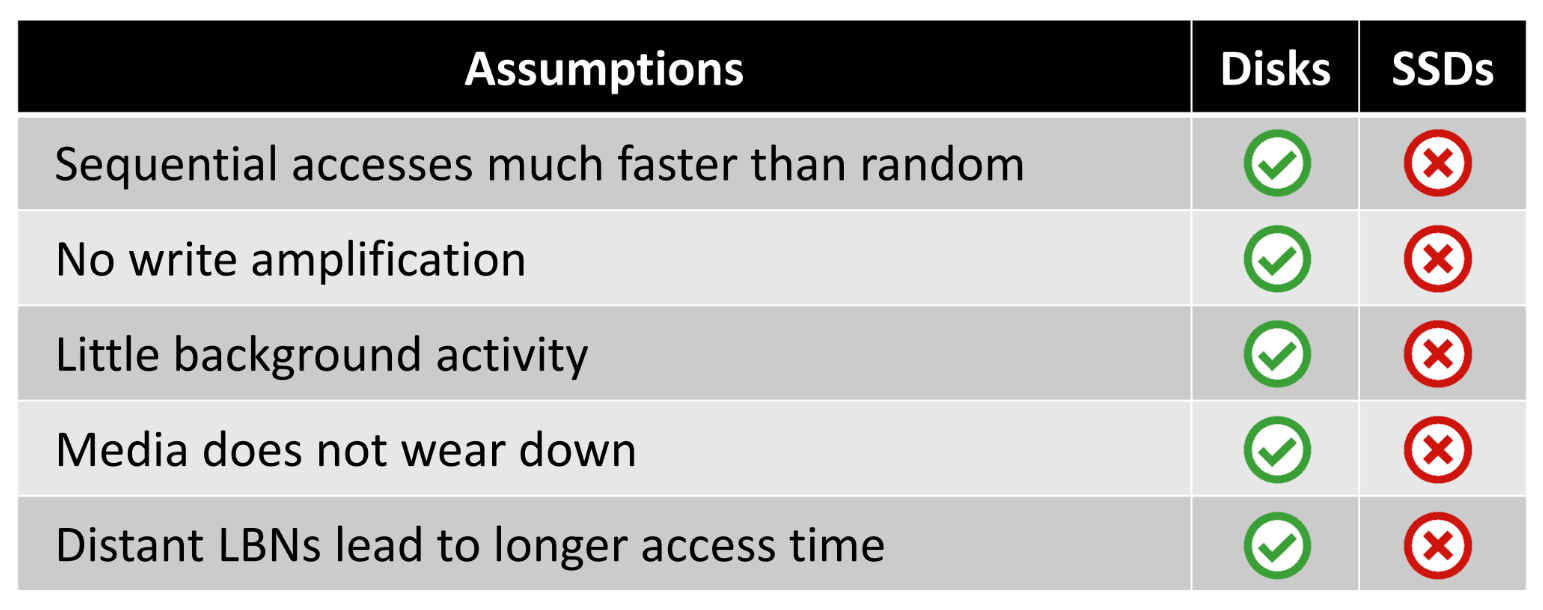 Assumptions Disks SSDs
Sequential accesses much faster than random
No write amplification
Little background activity
Media does not wear down
Distant LBNs lead to longer access time